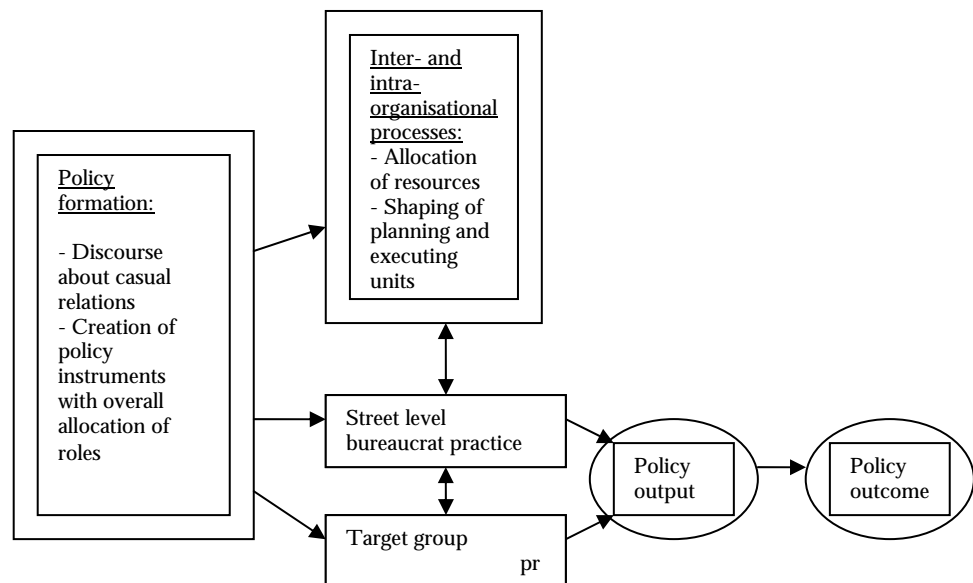 Policy
formation:
- Discourse
about casual
relations
- Creation of
policy
instruments
with overall
allocation of
roles
Inter- and
intra-
organisational
processes:
- Allocation
of resources
- Shaping of
planning and
executing
units
Street level
bureaucrat practice
Target group
pr
Policy
output
Policy
outcome